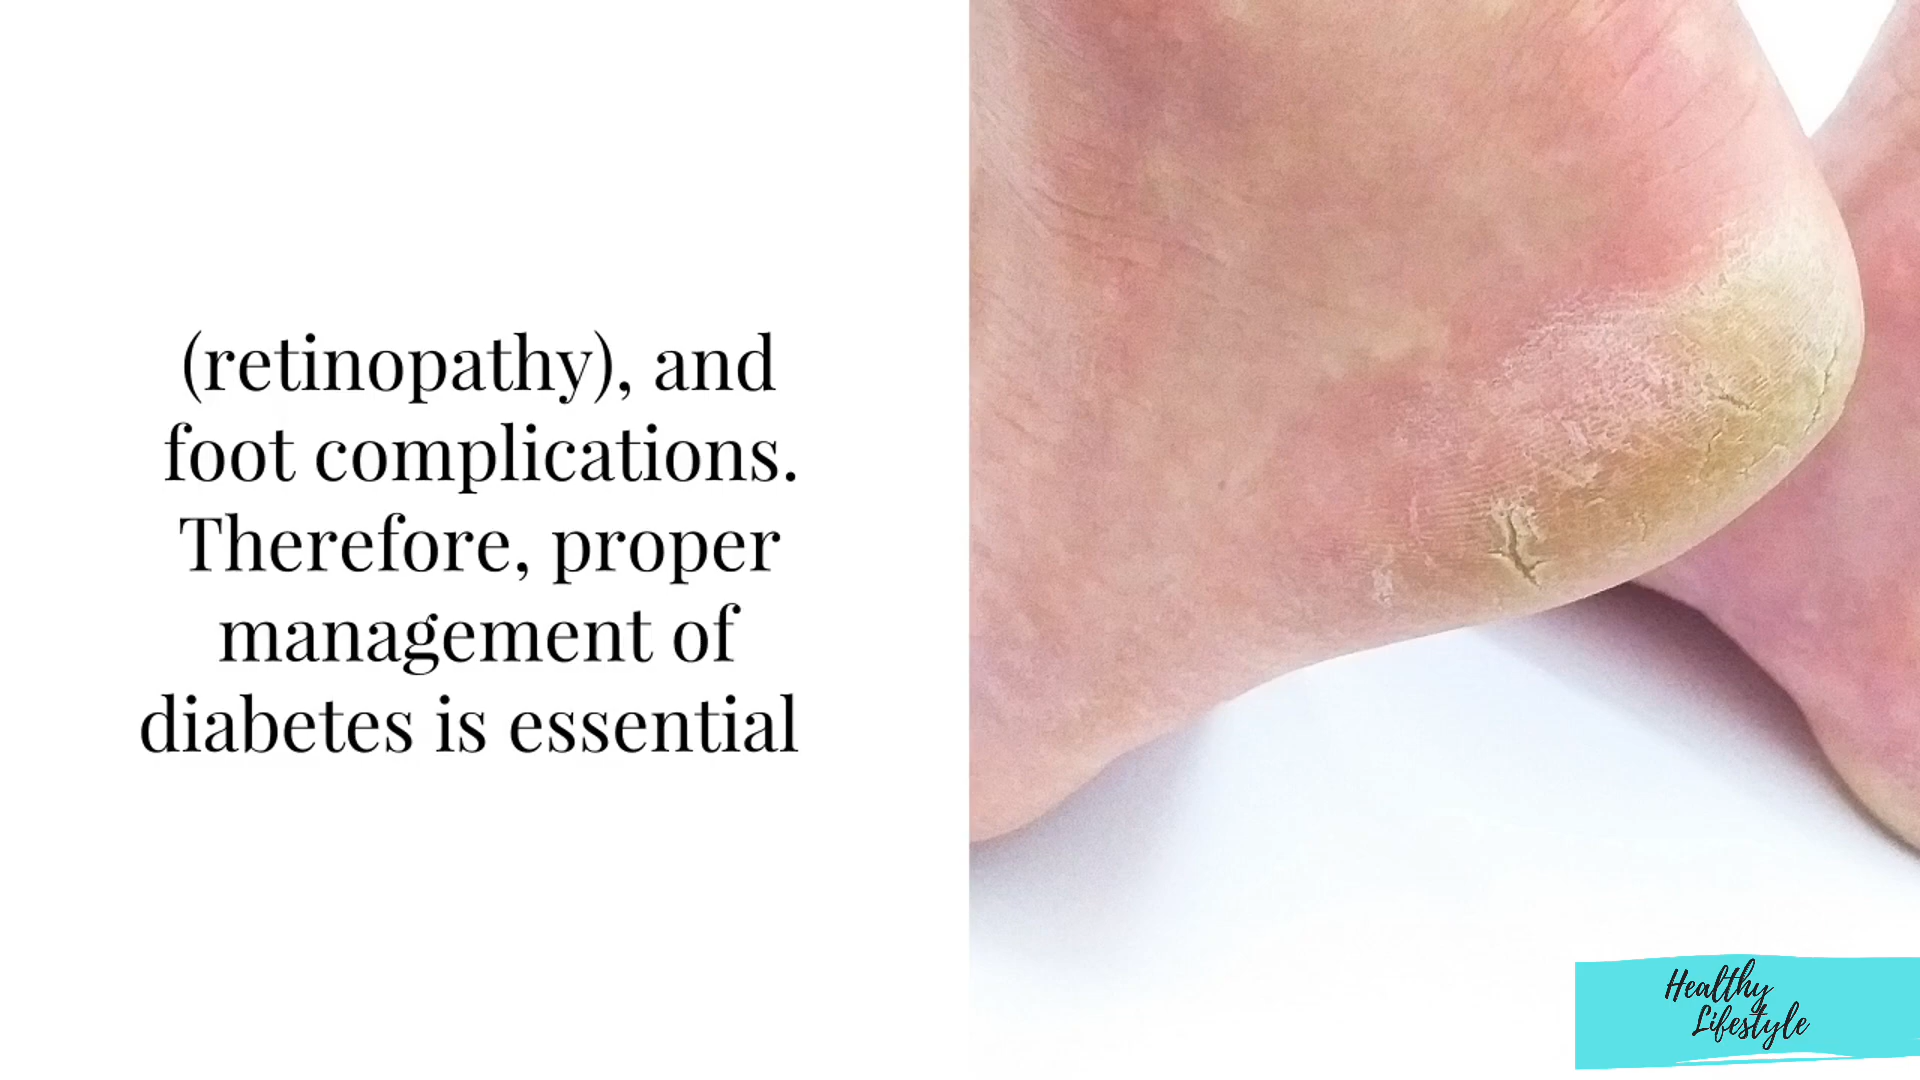 (retinopathy), and
foot complications.
Therefore, proper
management of
diabetes is essential
Healthy
Lifestyle